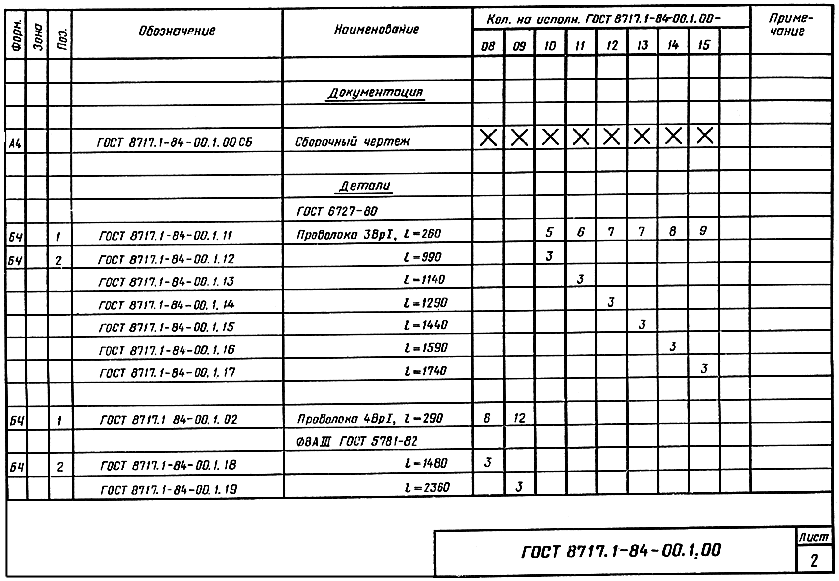 Форм. Зона Поз. Обозначение Наименование Кол. на исполн. ГОСТ 8717.1-84-00.1.00- Приме-
08 09 10 11 12 13 14 15 чание
Документация
А4 ГОСТ 8717.1-84-00.1.00 СБ Сборочный чертеж X X X X X X X X
Детали
ГОСТ 6727-80
БЧ 1 ГОСТ 8717.1-84-00.1.11 Проволока 3ВрI, l=260 5 6 7 7 8 9
БЧ 2 ГОСТ 8717.1-84-00.1.12 l=990 3
ГОСТ 8717.1-84-00.1.13 l=1140 3
ГОСТ 8717.1-84-00.1.14 l=1290 3
ГОСТ 8717.1-84-00.1.15 l=1440 3
ГОСТ 8717.1-84-00.1.16 l=1590 3
ГОСТ 8717.1-84-00.1.17 l=1740 3
БЧ 1 ГОСТ 8717.1 84-00.1.02 Проволока 4ВрI, l=290 8 12
Ф8АIII ГОСТ 5781-82
БЧ 2 ГОСТ 8717.1-84-00.1.18 l=1480 3
ГОСТ 8717.1-84-00.1.19 l=2360 3
ГОСТ 8717.1-84-00.1.00 Лист
2